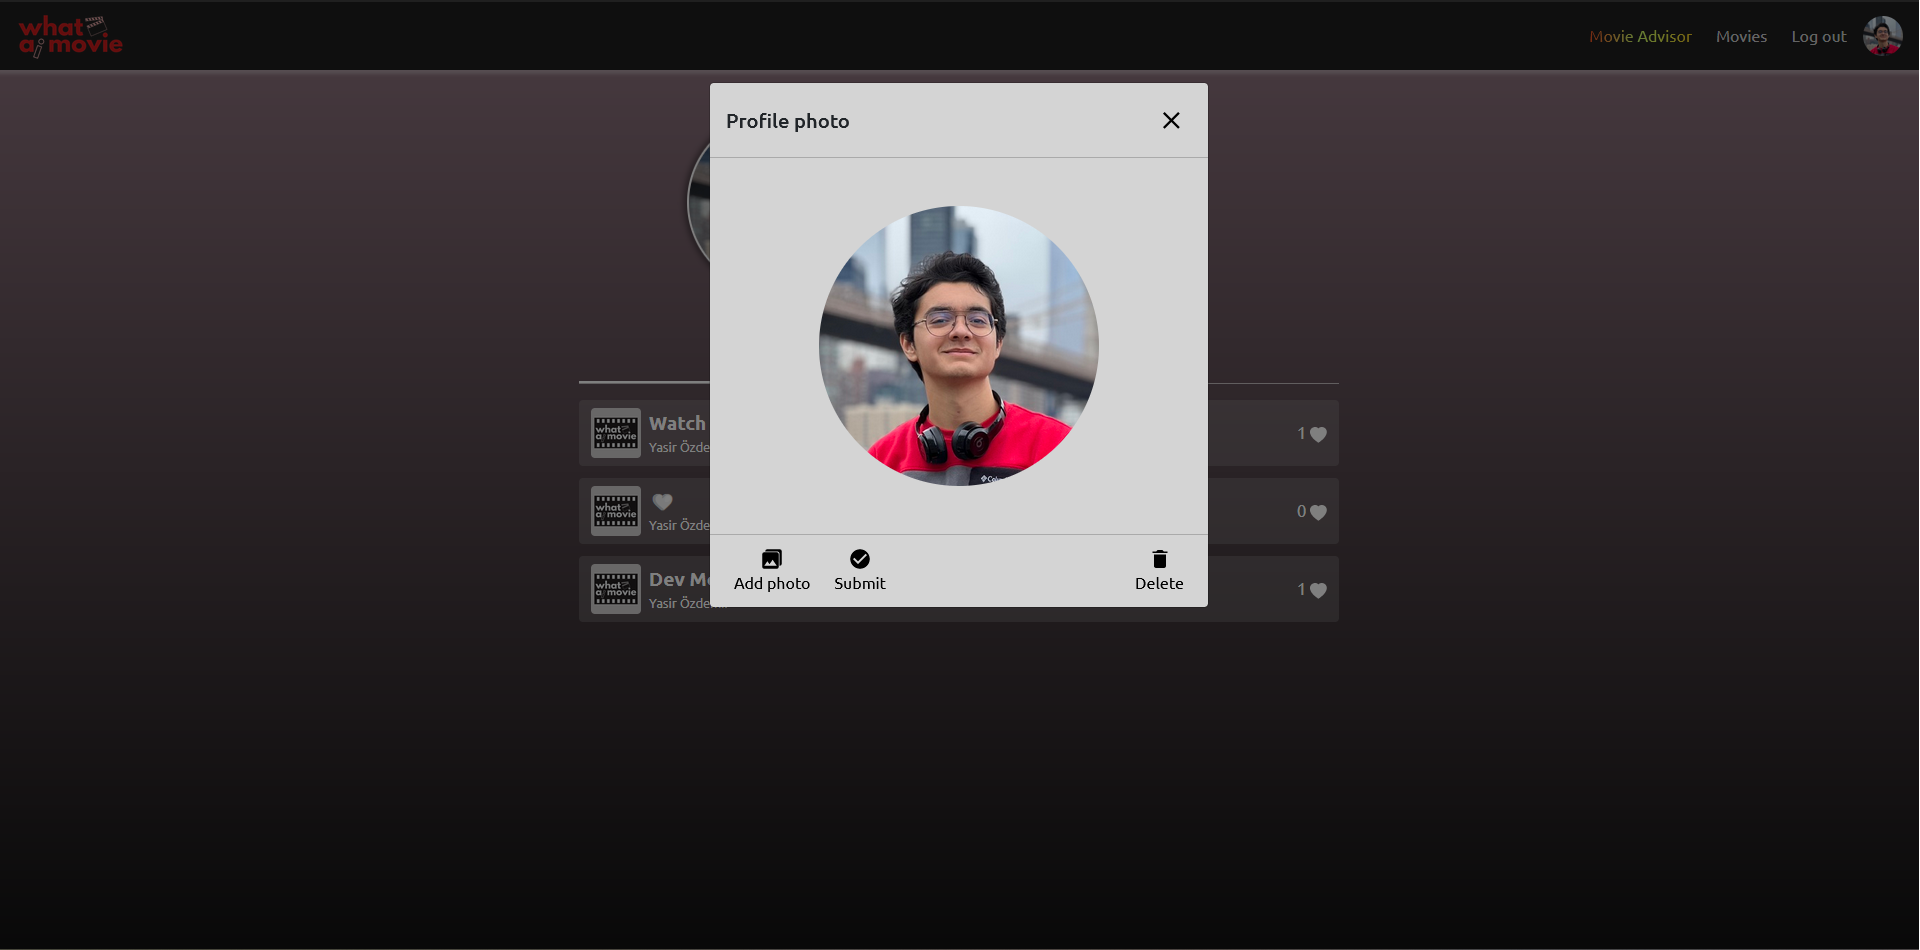 what
a movie
Movie Advisor
Movies
Log out
Profile photo
Watch
Yasir Özde
1
what
a movie
Yasir Özde
0
what
a movie
Dev M
Yasir Özde
1
what
a movie
Add photo
Submit
Delete